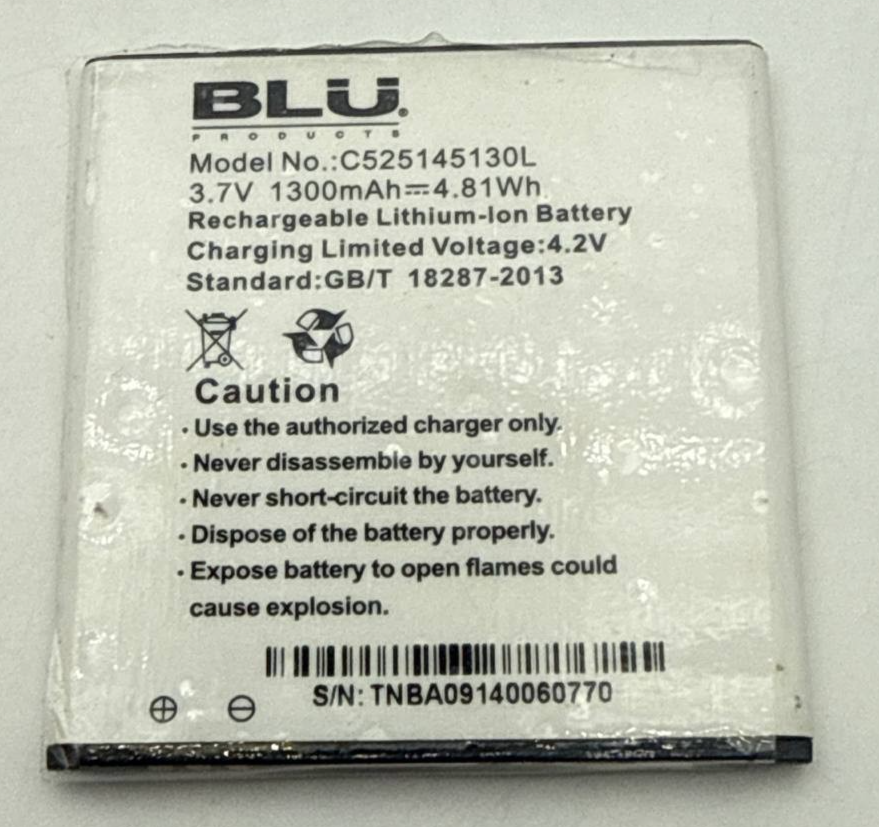 BLU
PRODUCTS
Model No.:C525145130L
3.7V 1300mAh⎓4.81Wh
Rechargeable Lithium-Ion Battery
Charging Limited Voltage:4.2V
Standard:GB/T 18287-2013
Caution
· Use the authorized charger only.
· Never disassemble by yourself.
· Never short-circuit the battery.
· Dispose of the battery properly.
· Expose battery to open flames could
cause explosion.
S/N: TNBA09140060770